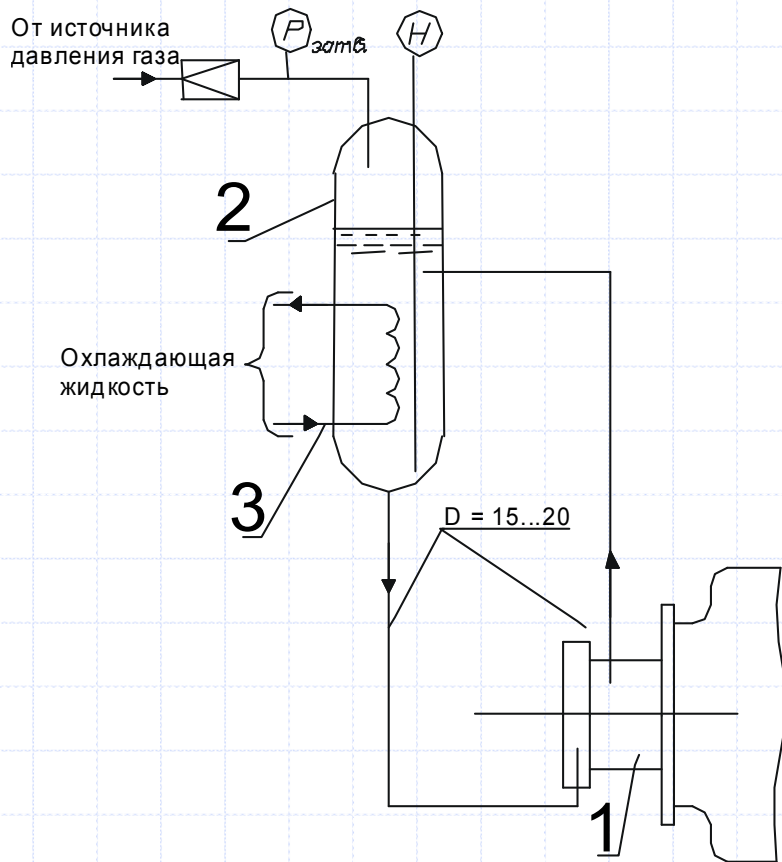 От источника
давления газа
P затв.
H
2
Охлаждающая
жидкость
3
D = 15...20
1